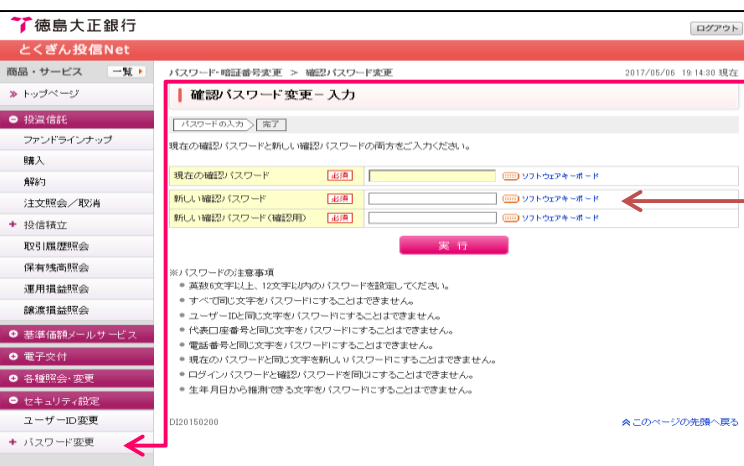 徳島大正銀行
ログアウト
とくぎん投信Net
商品・サービス 一覧
パスワード・暗証番号変更 > 確認パスワード変更
2017/05/06 19:14:30 現在
トップページ
確認パスワード変更－入力
投資信託
パスワードの入力 完了
ファンドラインナップ
現在の確認パスワードと新しい確認パスワードの両方をご入力ください。
購入
解約
現在の確認パスワード 必須 ソフトウェアキーボード
注文照会／取消
新しい確認パスワード 必須 ソフトウェアキーボード
投信積立
新しい確認パスワード（確認用） 必須 ソフトウェアキーボード
取引履歴照会
実 行
保有残高照会
※パスワードの注意事項
運用損益照会
英数6文字以上、12文字以内のパスワードを設定してください。
譲渡損益照会
すべて同じ文字をパスワードにすることはできません。
ユーザーIDと同じ文字をパスワードにすることはできません。
基準価額メールサービス
代表口座番号と同じ文字をパスワードにすることはできません。
電子交付
電話番号と同じ文字をパスワードにすることはできません。
現在のパスワードと同じ文字を新しいパスワードにすることはできません。
各種照会・変更
ログインパスワードと確認パスワードを同じにすることはできません。
セキュリティ設定
生年月日から推測できる文字をパスワードにすることはできません。
ユーザーID変更
DI20150200
このページの先頭へ戻る
パスワード変更